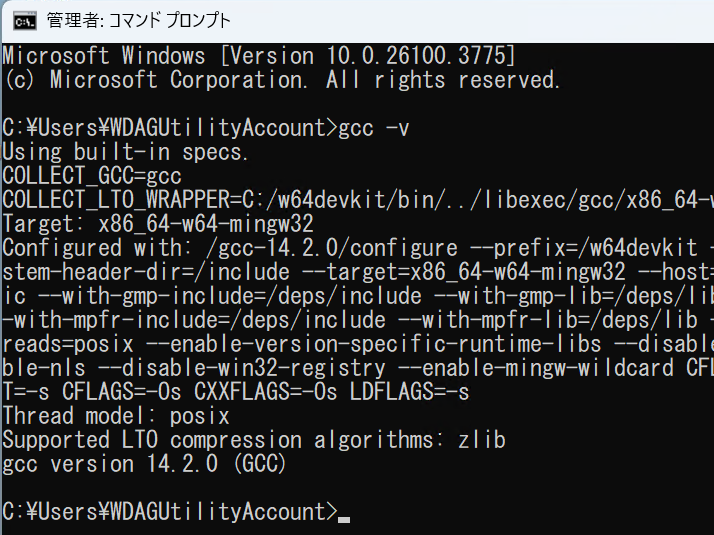 管理者: コマンド プロンプト
Microsoft Windows [Version 10.0.26100.3775]
(c) Microsoft Corporation. All rights reserved.
C:¥Users¥WDAGUtilityAccount>gcc -v
Using built-in specs.
COLLECT_GCC=gcc
COLLECT_LTO_WRAPPER=C:/w64devkit/bin/../libexec/gcc/x86_64-w
Target: x86_64-w64-mingw32
Configured with: /gcc-14.2.0/configure --prefix=/w64devkit -
stem-header-dir=/include --target=x86_64-w64-mingw32 --host=
ic --with-gmp-include=/deps/include --with-gmp-lib=/deps/lib
-with-mpfr-include=/deps/include --with-mpfr-lib=/deps/lib -
reads=posix --enable-version-specific-runtime-libs --disable
ble-nls --disable-win32-registry --enable-mingw-wildcard CFL
T=-s CFLAGS=-Os CXXFLAGS=-Os LDFLAGS=-s
Thread model: posix
Supported LTO compression algorithms: zlib
gcc version 14.2.0 (GCC)
C:¥Users¥WDAGUtilityAccount>